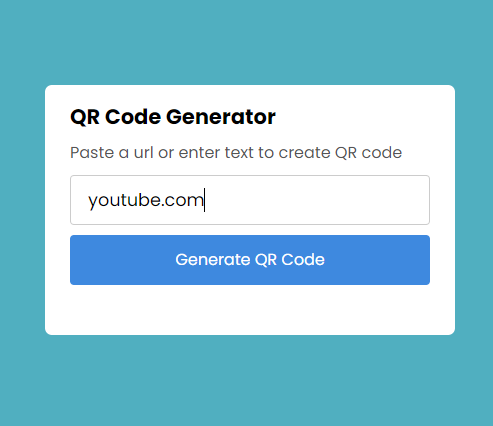 QR Code Generator
Paste a url or enter text to create QR code
youtube.com
Generate QR Code